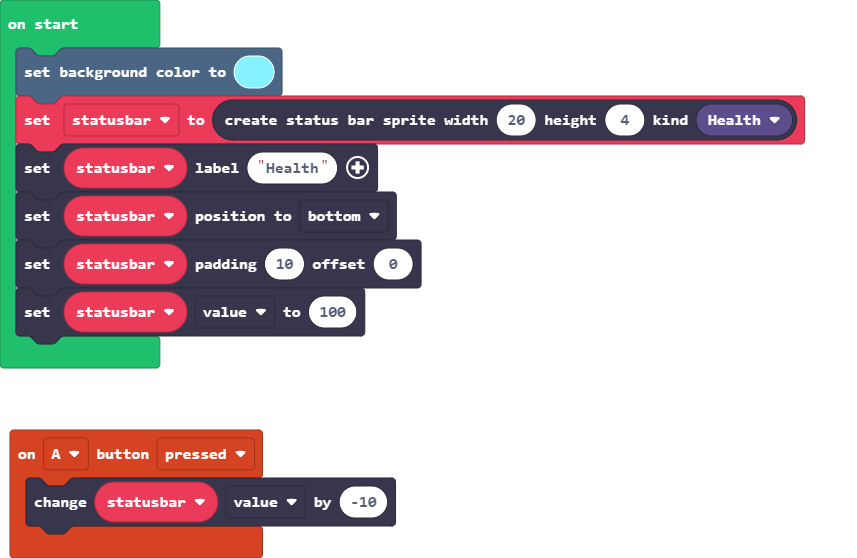 on start
set background color to
set statusbar to create status bar sprite width 20 height 4 kind Health
set statusbar label "Health"
set statusbar position to bottom
set statusbar padding 10 offset 0
set statusbar value to 100
on A button pressed
change statusbar value by -10